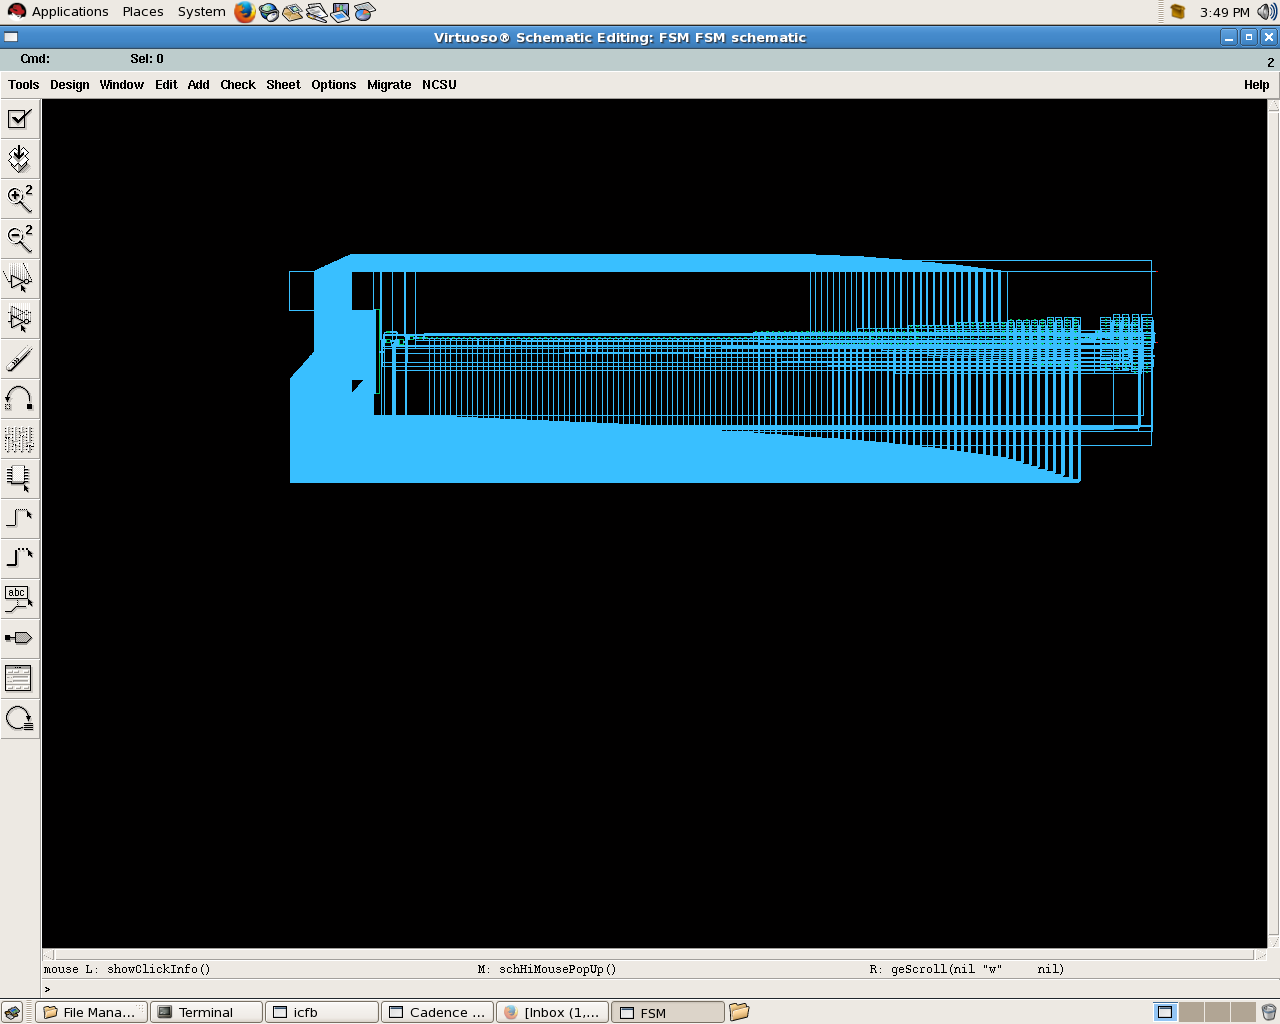 Applications Places System 3:49 PM
Virtuoso® Schematic Editing: FSM FSM schematic
Cmd: Sel: 0
2
Tools Design Window Edit Add Check Sheet Options Migrate NCSU Help
2
2
abc
mouse L: showClickInfo() M: schHiMousePopUp() R: geScroll(nil "w" nil)
>
File Mana... Terminal icfb Cadence ... [Inbox (1,... FSM